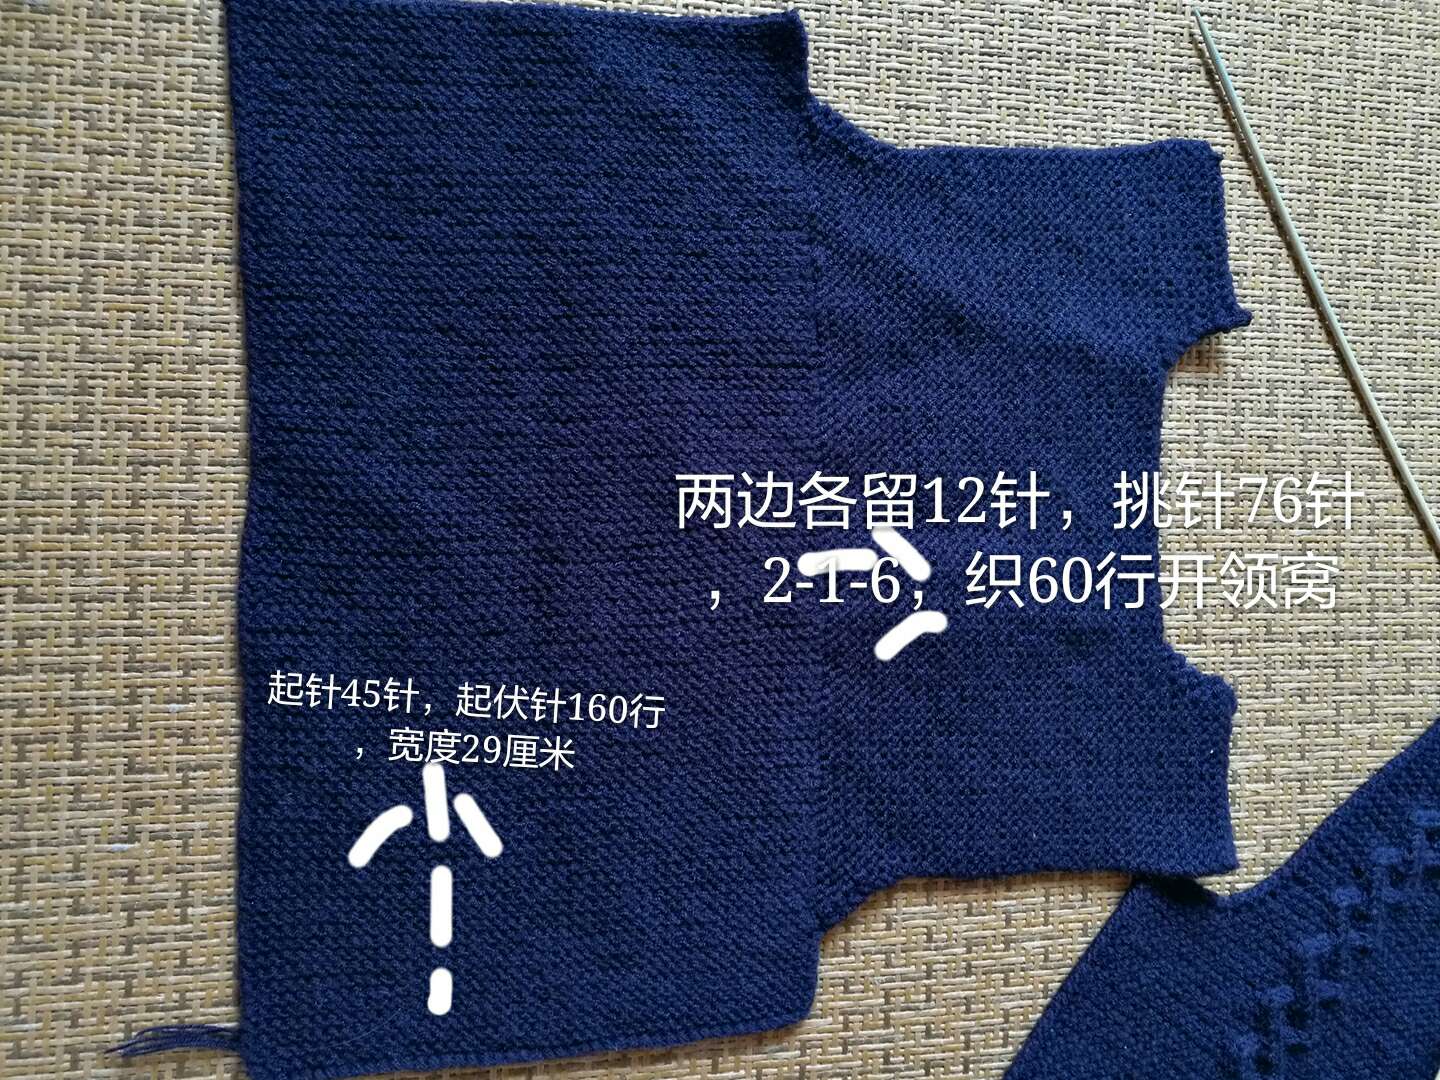 两边各留12针，挑针76针
，2-1-6，织60行开领窝
起针45针，起伏针160行
，宽度29厘米